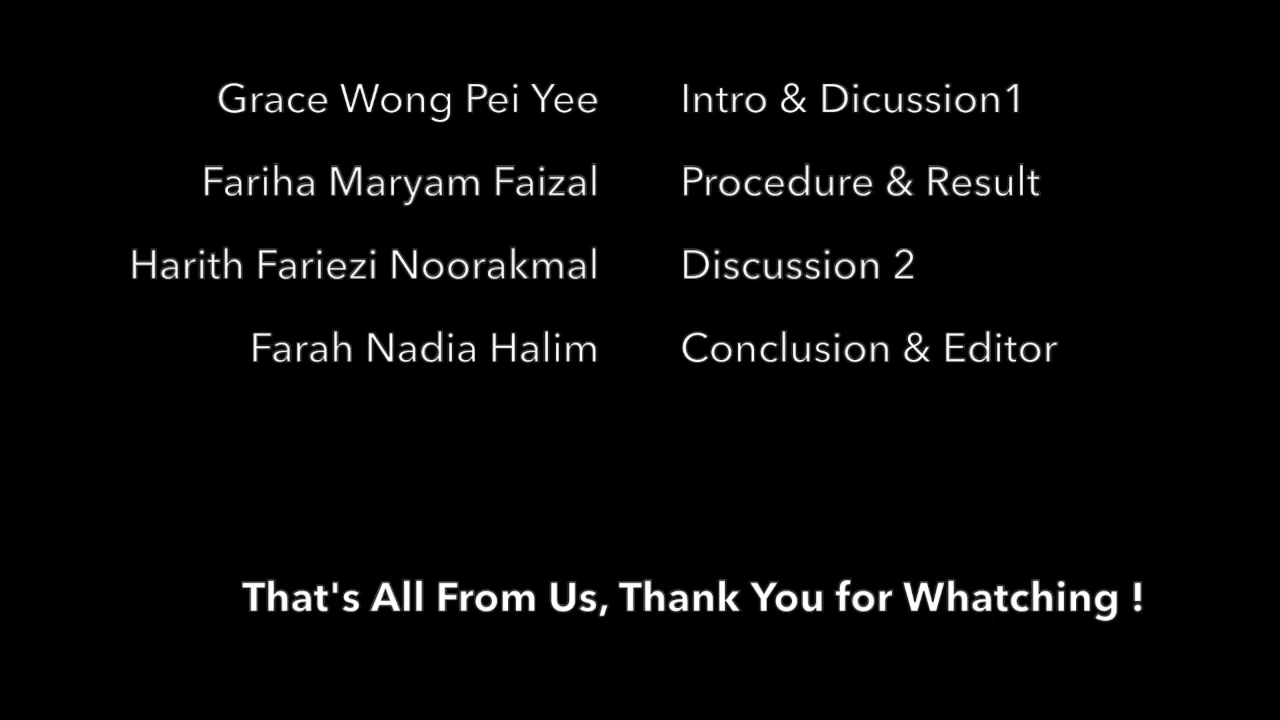 Grace Wong Pei Yee Intro & Dicussion1
Fariha Maryam Faizal Procedure & Result
Harith Fariezi Noorakmal Discussion 2
Farah Nadia Halim Conclusion & Editor
That's All From Us, Thank You for Whatching !